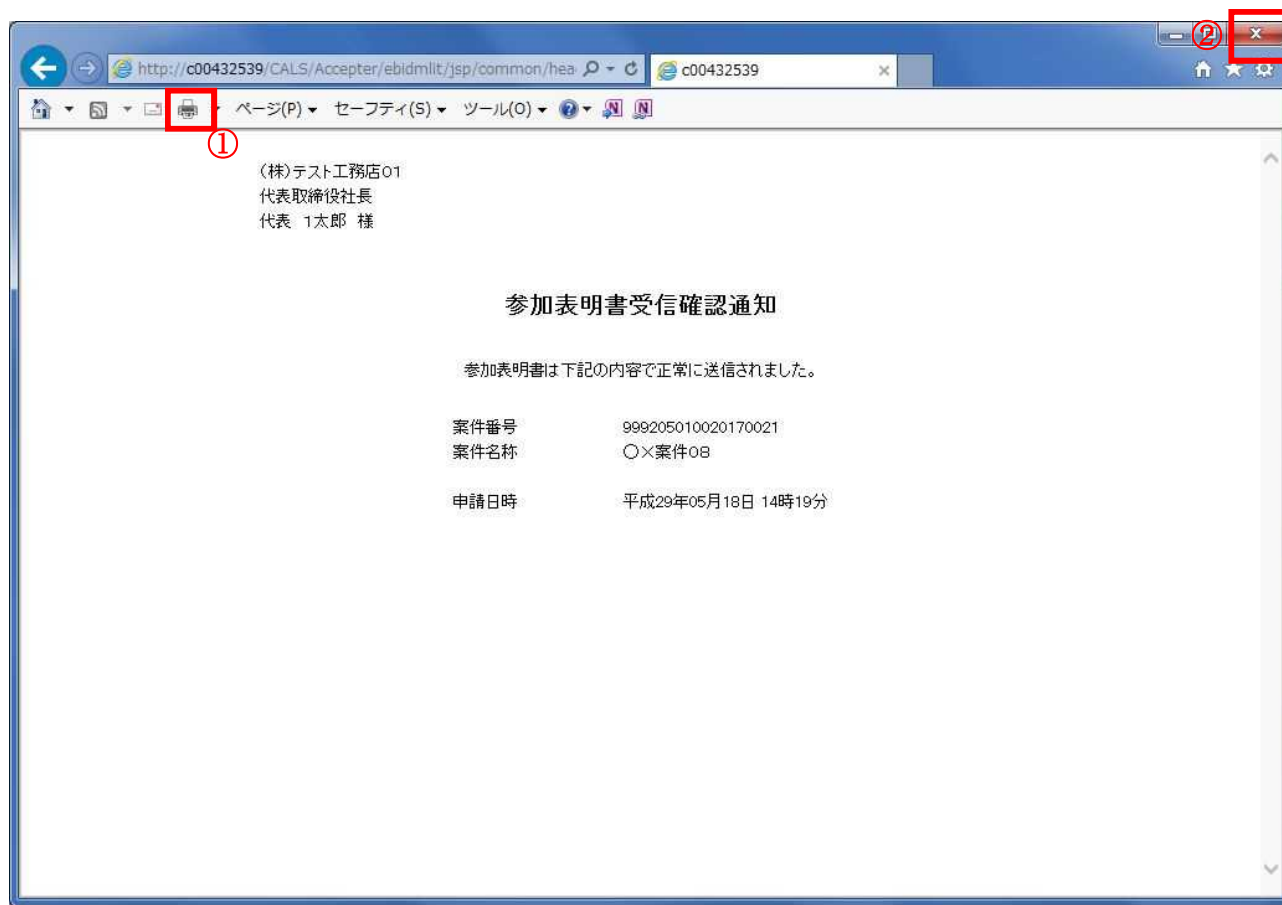 ②
http://c00432539/CALS/Accepter/ebidmlit/jsp/common/hea
c00432539
ページ(P) セーフティ(S) ツール(O)
①
(株)テスト工務店01
代表取締役社長
代表 1太郎 様
参加表明書受信確認通知
参加表明書は下記の内容で正常に送信されました。
案件番号 999205010020170021
案件名称 〇×案件08
申請日時 平成29年05月18日 14時19分